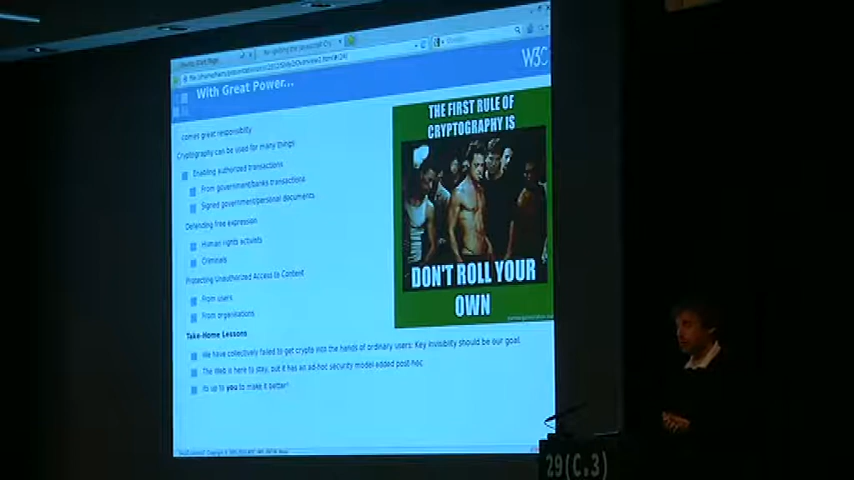 W3C
With Great Power...
comes great responsibility
Cryptography can be used for many things
Enabling authorized transactions
From government/banks transactions
Signed government/personal documents
Defending free expression
Human rights activists
Criminals
Protecting Unauthorized Access to Content
From users
From organisations
Take-Home Lessons
We have collectively failed to get crypto into the hands of ordinary users: Key invisiblity should be our goal
The Web is here to stay, but it has an ad-hoc security model added post-hoc
Its up to you to make it better!
THE FIRST RULE OF
CRYPTOGRAPHY IS
DON'T ROLL YOUR
OWN
29(C.3)